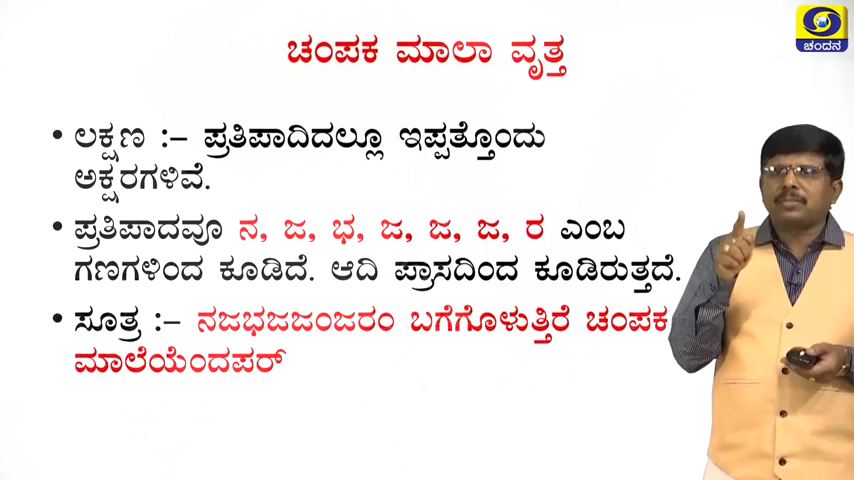 ಚಂದನ
ಚಂಪಕ ಮಾಲಾ ವೃತ್ತ
• ಲಕ್ಷಣ :– ಪ್ರತಿಪಾದಿದಲ್ಲೂ ಇಪ್ಪತ್ತೊಂದು
ಅಕ್ಷರಗಳಿವೆ.
• ಪ್ರತಿಪಾದವೂ ನ, ಜ, ಭ, ಜ, ಜ, ಜ, ರ ಎಂಬ
ಗಣಗಳಿಂದ ಕೂಡಿದೆ. ಆದಿ ಪ್ರಾಸದಿಂದ ಕೂಡಿರುತ್ತದೆ.
• ಸೂತ್ರ :– ನಜಭಜಜಂಜರಂ ಬಗೆಗೊಳುತ್ತಿರೆ ಚಂಪಕ
ಮಾಲೆಯೆಂದಪರ್